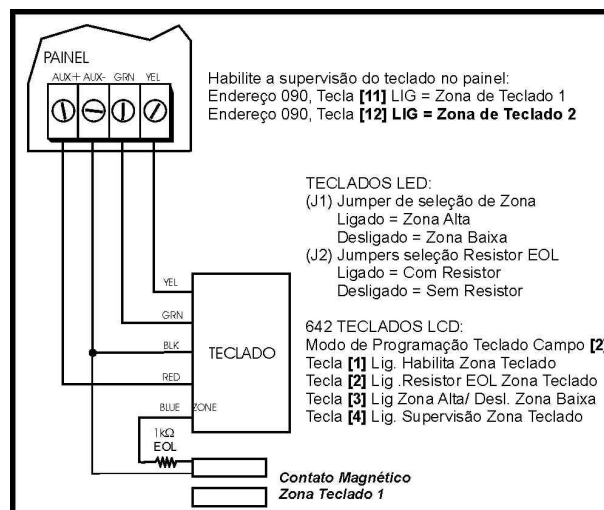 PAINEL
AUX+ AUX- GRN YEL
Habilite a supervisão do teclado no painel:
Endereço 090, Tecla [11] LIG = Zona de Teclado 1
Endereço 090, Tecla [12] LIG = Zona de Teclado 2
TECLADOS LED:
(J1) Jumper de seleção de Zona
Ligado = Zona Alta
Desligado = Zona Baixa
(J2) Jumpers seleção Resistor EOL
Ligado = Com Resistor
Desligado = Sem Resistor
642 TECLADOS LCD:
Modo de Programação Teclado Campo [2]
Tecla [1] Lig. Habilita Zona Teclado
Tecla [2] Lig .Resistor EOL Zona Teclado
Tecla [3] Lig Zona Alta/ Desl. Zona Baixa
Tecla [4] Lig. Supervisão Zona Teclado
YEL
GRN
BLK
RED
BLUE ZONE
TECLADO
1kΩ
EOL
Contato Magnético
Zona Teclado 1